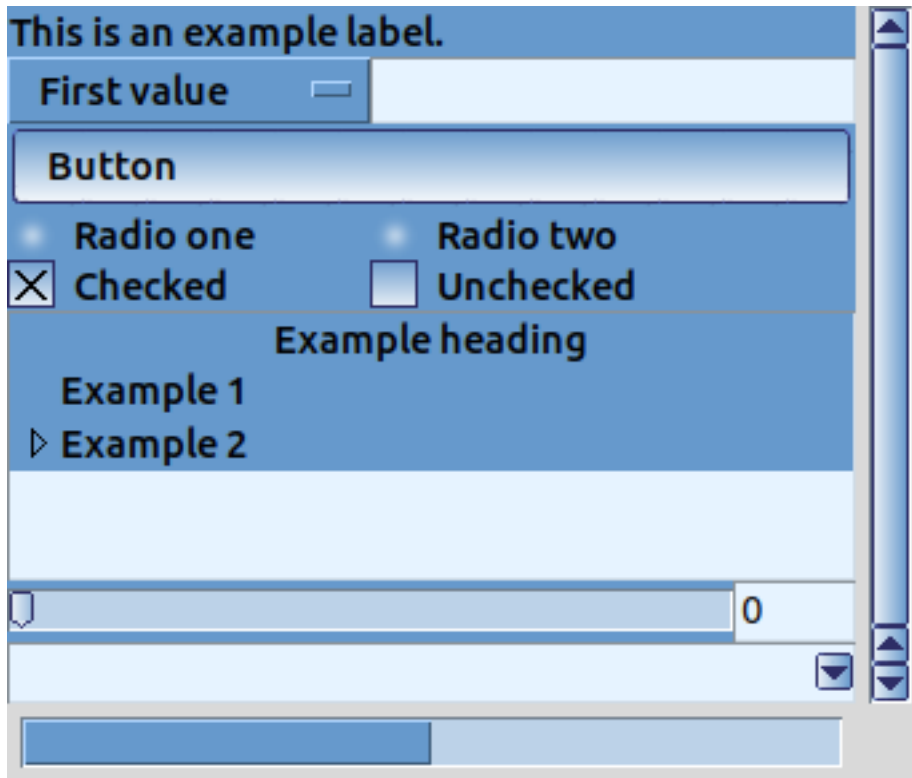 This is an example label.
First value
Button
Radio one Radio two
Checked Unchecked
Example heading
Example 1
Example 2
0